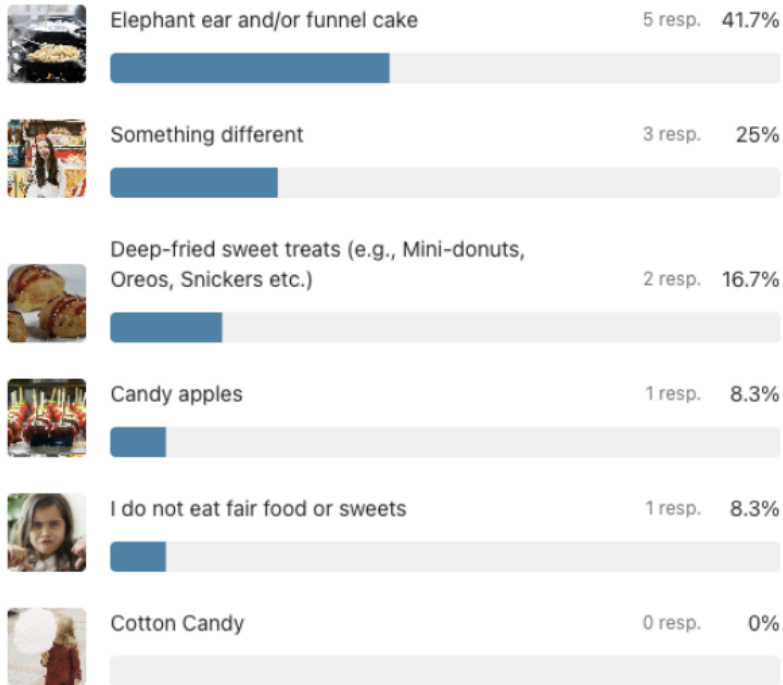 Elephant ear and/or funnel cake 5 resp. 41.7%
Something different 3 resp. 25%
Deep-fried sweet treats (e.g., Mini-donuts,
Oreos, Snickers etc.) 2 resp. 16.7%
Candy apples 1 resp. 8.3%
I do not eat fair food or sweets 1 resp. 8.3%
Cotton Candy 0 resp. 0%